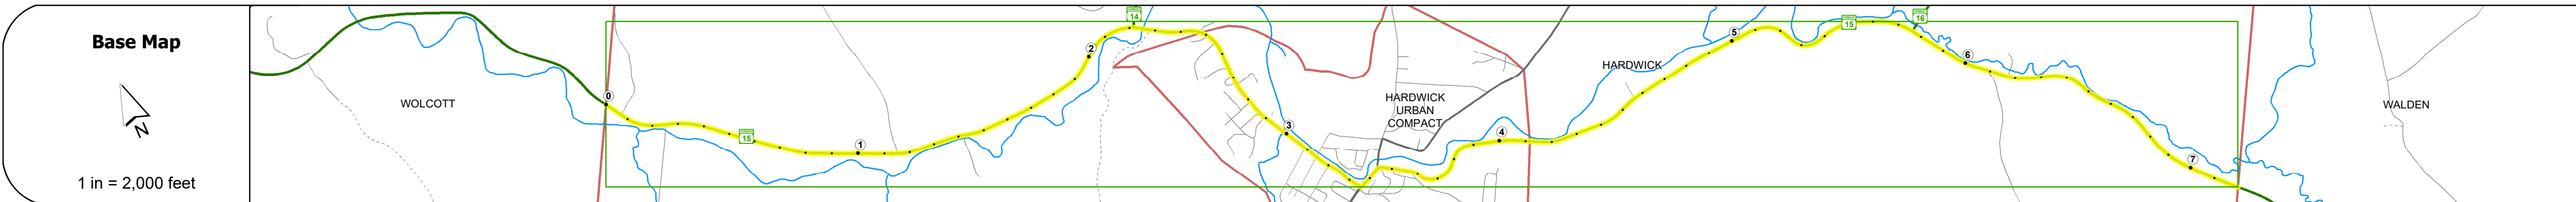 Base Map
N
1 in = 2,000 feet
WOLCOTT
0
15
1
2
14
3
HARDWICK
URBAN
COMPACT
4
HARDWICK
5
15
16
6
7
WALDEN